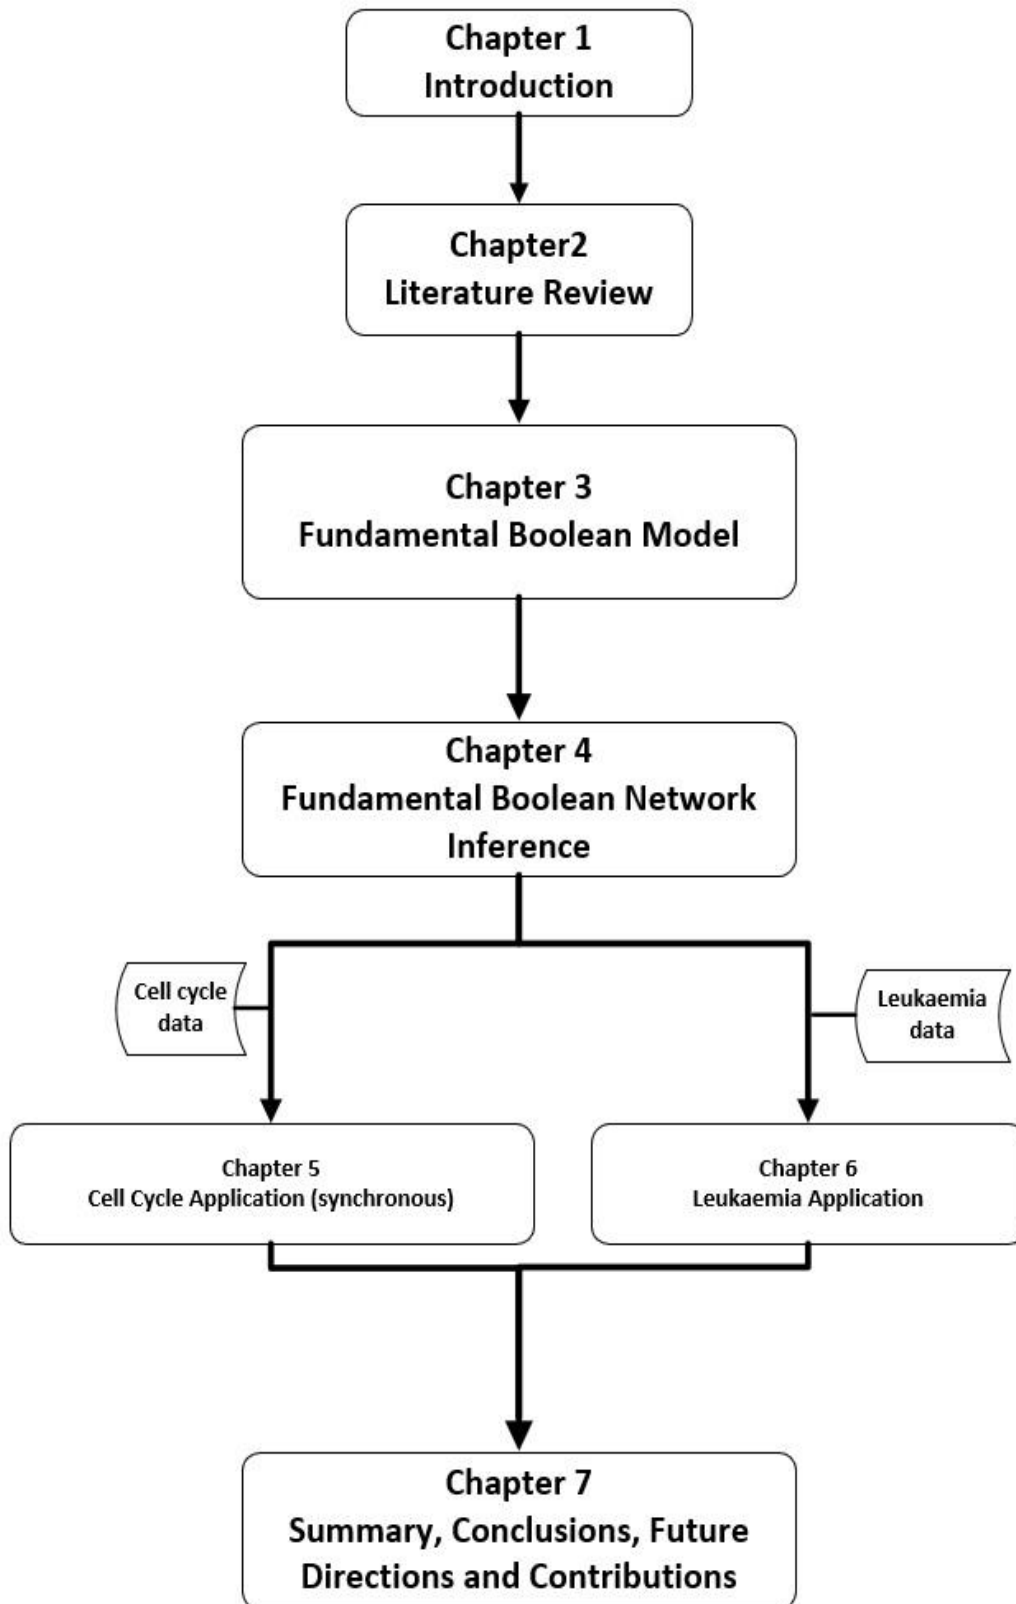 Chapter 1
Introduction
Chapter2
Literature Review
Chapter 3
Fundamental Boolean Model
Chapter 4
Fundamental Boolean Network
Inference
Cell cycle
data
Leukaemia
data
Chapter 5
Cell Cycle Application (synchronous)
Chapter 6
Leukaemia Application
Chapter 7
Summary, Conclusions, Future
Directions and Contributions